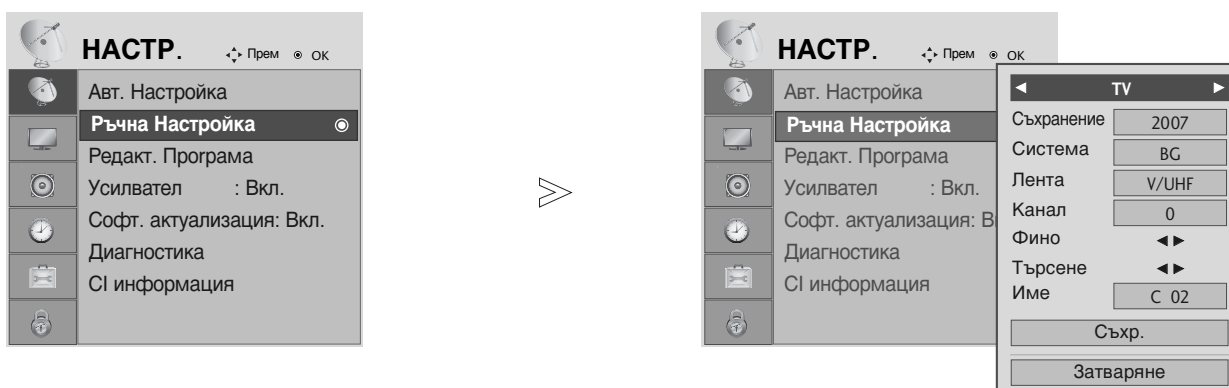 НАСТР. Прем ОК
Авт. Настройка
Ръчна Настройка
Редакт. Програма
Усилвател : Вкл.
Софт. актуализация: Вкл.
Диагностика
CI информация
НАСТР. Прем ОК
Авт. Настройка
Ръчна Настройка
Редакт. Програма
Усилвател : Вкл.
Софт. актуализация: В
Диагностика
CI информация
TV
Съхранение 2007
Система BG
Лента V/UHF
Канал 0
Фино
Търсене
Име C 02
Съхр.
Затваряне